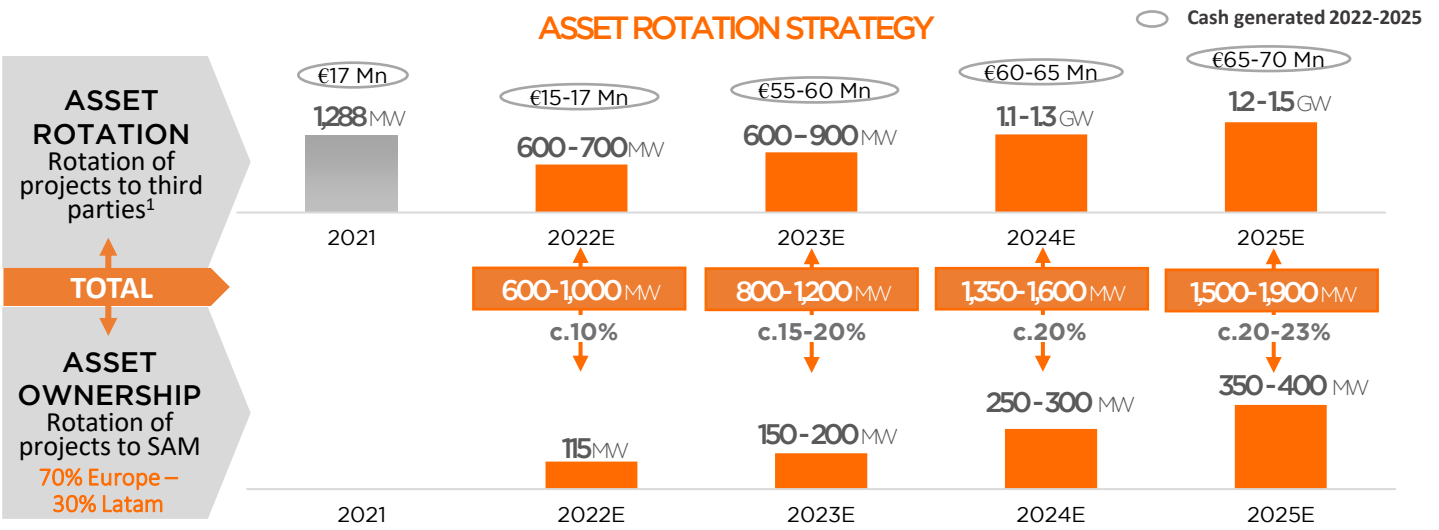 ASSET ROTATION STRATEGY
Cash generated 2022-2025
ASSET
ROTATION
Rotation of
projects to third
parties1
€17 Mn
€15-17 Mn
€55-60 Mn
€60-65 Mn
€65-70 Mn
1,288 MW
600-700 MW
600-900 MW
1.1-1.3 GW
1.2-1.5 GW
2021
2022E
2023E
2024E
2025E
TOTAL
600-1,000 MW
800-1,200 MW
1,350-1,600 MW
1,500-1,900 MW
c.10%
c.15-20%
c.20%
c.20-23%
ASSET
OWNERSHIP
Rotation of
projects to SAM
70% Europe –
30% Latam
115 MW
150-200 MW
250-300 MW
350-400 MW
2021
2022E
2023E
2024E
2025E